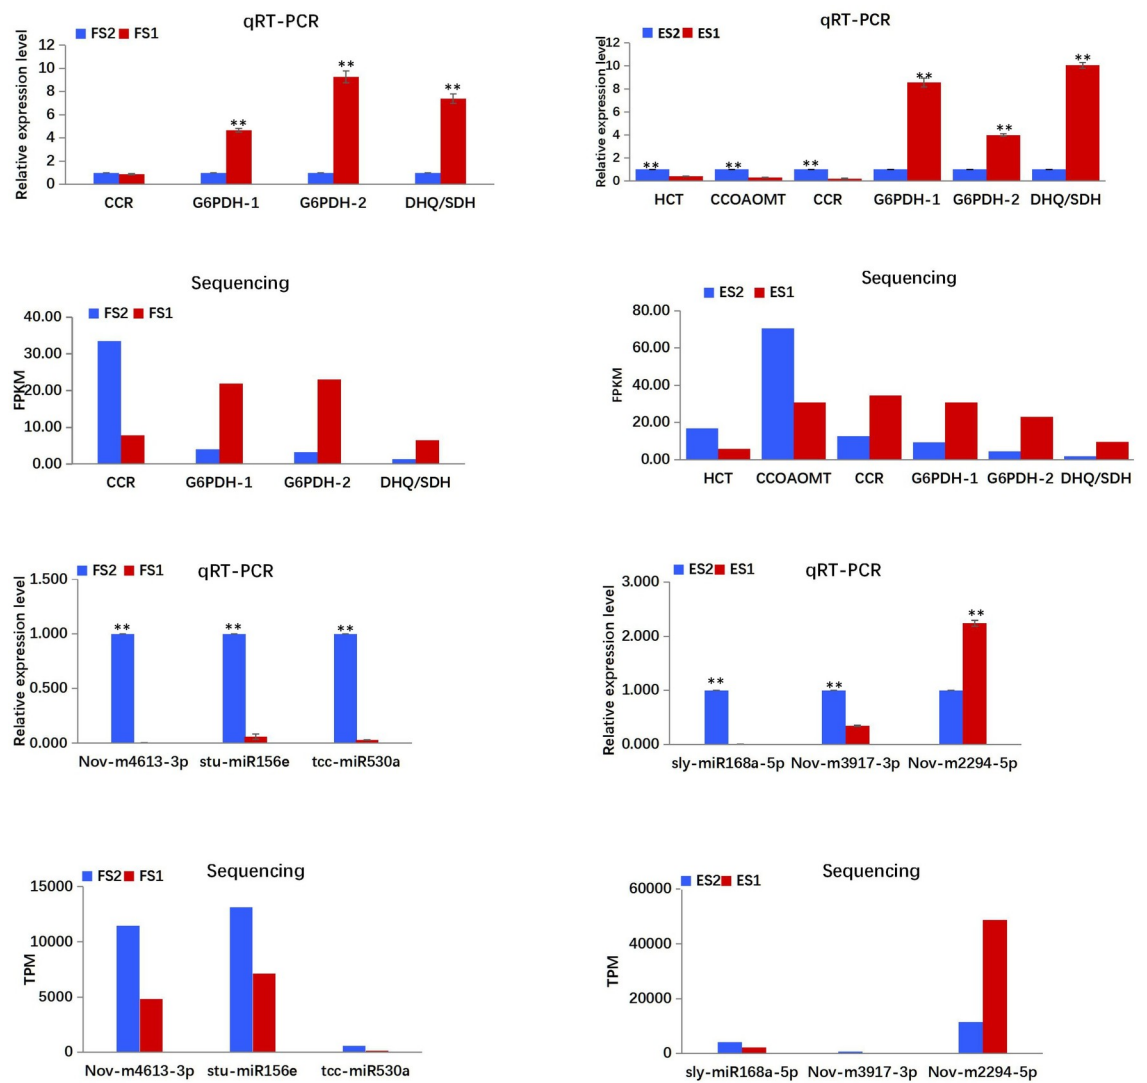 qRT-PCR
FS2 FS1
Relative expression level
12
10
8
6
4
2
0
** ** **
CCR G6PDH-1 G6PDH-2 DHQ/SDH
qRT-PCR
ES2 ES1
Relative expression level
12
10
8
6
4
2
0
** ** ** ** ** **
HCT CCOAOMT CCR G6PDH-1 G6PDH-2 DHQ/SDH
Sequencing
FS2 FS1
FPKM
40.00
30.00
20.00
10.00
0.00
CCR G6PDH-1 G6PDH-2 DHQ/SDH
Sequencing
ES2 ES1
FPKM
80.00
60.00
40.00
20.00
0.00
HCT CCOAOMT CCR G6PDH-1 G6PDH-2 DHQ/SDH
qRT-PCR
FS2 FS1
Relative expression level
1.500
1.000
0.500
0.000
** ** **
Nov-m4613-3p stu-miR156e tcc-miR530a
qRT-PCR
ES2 ES1
Relative expression level
3.000
2.000
1.000
0.000
** ** **
sly-miR168a-5p Nov-m3917-3p Nov-m2294-5p
Sequencing
FS2 FS1
TPM
15000
10000
5000
0
Nov-m4613-3p stu-miR156e tcc-miR530a
Sequencing
ES2 ES1
TPM
60000
40000
20000
0
sly-miR168a-5p Nov-m3917-3p Nov-m2294-5p